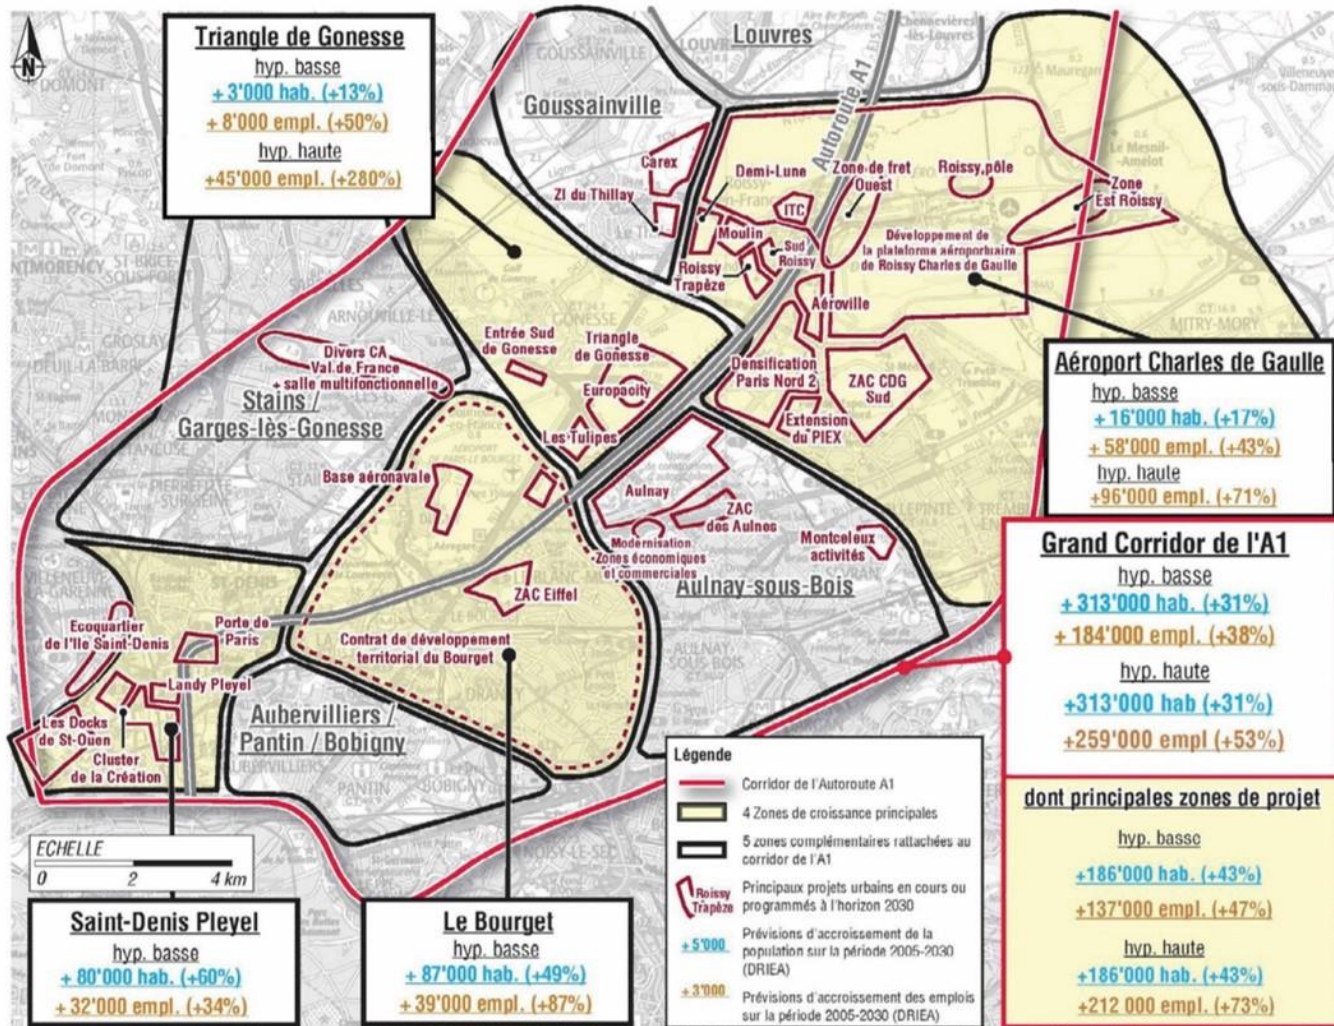 Triangle de Gonesse
hyp. basse
+ 3'000 hab. (+13%)
+ 8'000 empl. (+50%)
hyp. haute
+45'000 empl. (+280%)
N
Louvres
Goussainville
GOUSSAINVILLE
Autoroute A1
Carex
ZI du Thillay
Demi-Lune
Zone de fret
Ouest
Roissy pôle
Zone
Est Roissy
ITC
Moulin
Sud
Roissy
Roissy
Trapèze
Développement de
la plateforme aéroportuaire
de Roissy Charles de Gaulle
Aéroville
MITRY-MORY
Le Mesnil-
Amelot
Mauregard
Entrée Sud
de Gonesse
Triangle
de Gonesse
GONESSE
Europacity
Les Tulipes
Densification
Paris Nord 2
ZAC CDG
Sud
Extension
du PIEX
Divers CA
Val de France
+ salle multifonctionnelle
Stains /
Garges-lès-Gonesse
Base aéronavale
Aulnay
ZAC
des Aulnes
Modernisation
Zones économiques
et commerciales
Montceleux
activités
Aulnay-sous-Bois
ZAC Eiffel
Contrat de développement
territorial du Bourget
DRANCY
Ecoquartier
de l'Ile Saint-Denis
Porte de
Paris
Landy Pleyel
Les Docks
de St-Ouen
Cluster
de la Création
Aubervilliers /
Pantin / Bobigny
PANTIN
BOBIGNY
NOISY-LE-SEC
Aéroport Charles de Gaulle
hyp. basse
+ 16'000 hab. (+17%)
+ 58'000 empl. (+43%)
hyp. haute
+96'000 empl. (+71%)
Grand Corridor de l'A1
hyp. basse
+ 313'000 hab. (+31%)
+ 184'000 empl. (+38%)
hyp. haute
+313'000 hab (+31%)
+259'000 empl (+53%)
dont principales zones de projet
hyp. basse
+186'000 hab. (+43%)
+137'000 empl. (+47%)
hyp. haute
+186'000 hab. (+43%)
+212 000 empl. (+73%)
ECHELLE
0 2 4 km
Saint-Denis Pleyel
hyp. basse
+ 80'000 hab. (+60%)
+ 32'000 empl. (+34%)
Le Bourget
hyp. basse
+ 87'000 hab. (+49%)
+ 39'000 empl. (+87%)
Légende
Corridor de l'Autoroute A1
4 Zones de croissance principales
5 zones complémentaires rattachées au
corridor de l'A1
Roissy
Trapèze
Principaux projets urbains en cours ou
programmés à l'horizon 2030
+ 5'000
Prévisions d'accroissement de la
population sur la période 2005-2030
(DRIEA)
+ 3'000
Prévisions d'accroissement des emplois
sur la période 2005-2030 (DRIEA)